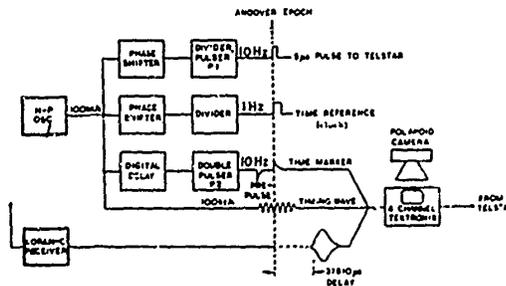 ANDOVER EPOCH
PHASE
SHIFTER
DIVIDER,
PULSER
P1
10Hz
5μs PULSE TO TELSTAR
H-P
OSC
PHASE
SHIFTER
DIVIDER
1Hz
TIME REFERENCE
POLAROID
CAMERA
DIGITAL
DELAY
DOUBLE
PULSER
P2
10Hz
TIME MARKER
PRE-
PULSE
TIMING WAVE
4 CHANNEL
TEKTRONIX
FROM
TELSTAR
LORAN-C
RECEIVER
DELAY